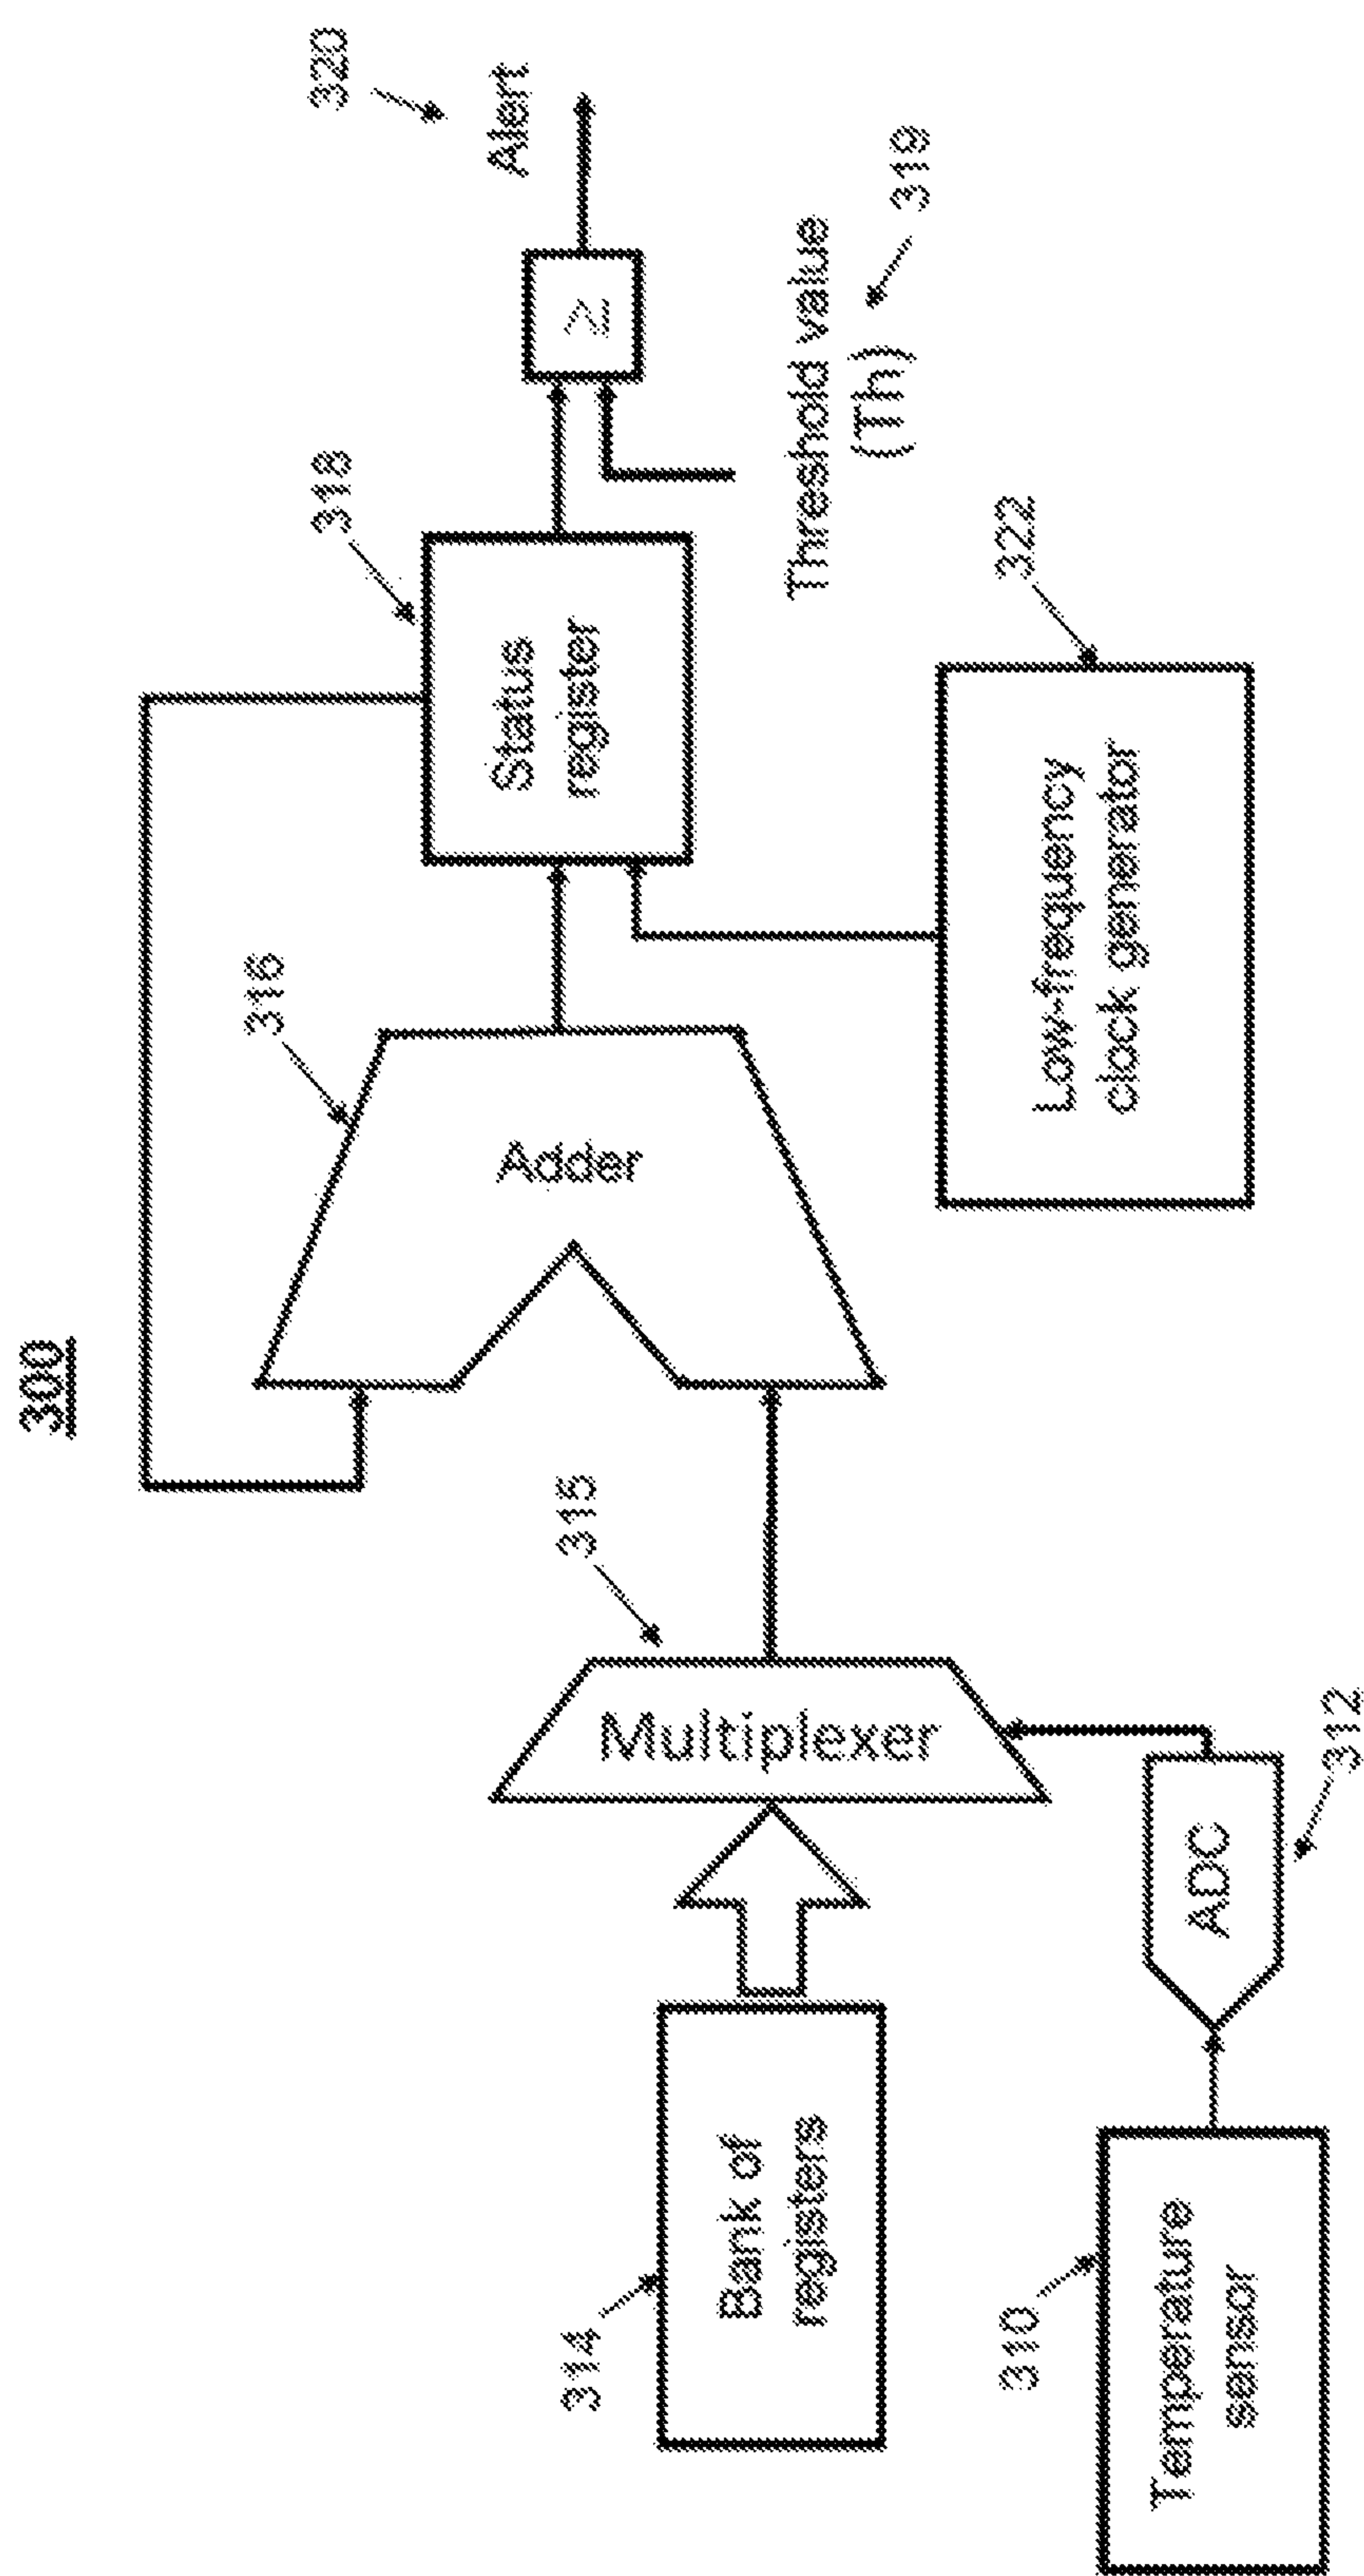 300
320
Alert
≥
Threshold value
(Th)
319
318
Status
register
316
Adder
322
Low-frequency
clock generator
315
Multiplexer
314
Bank of
registers
312
ADC
310
Temperature
sensor